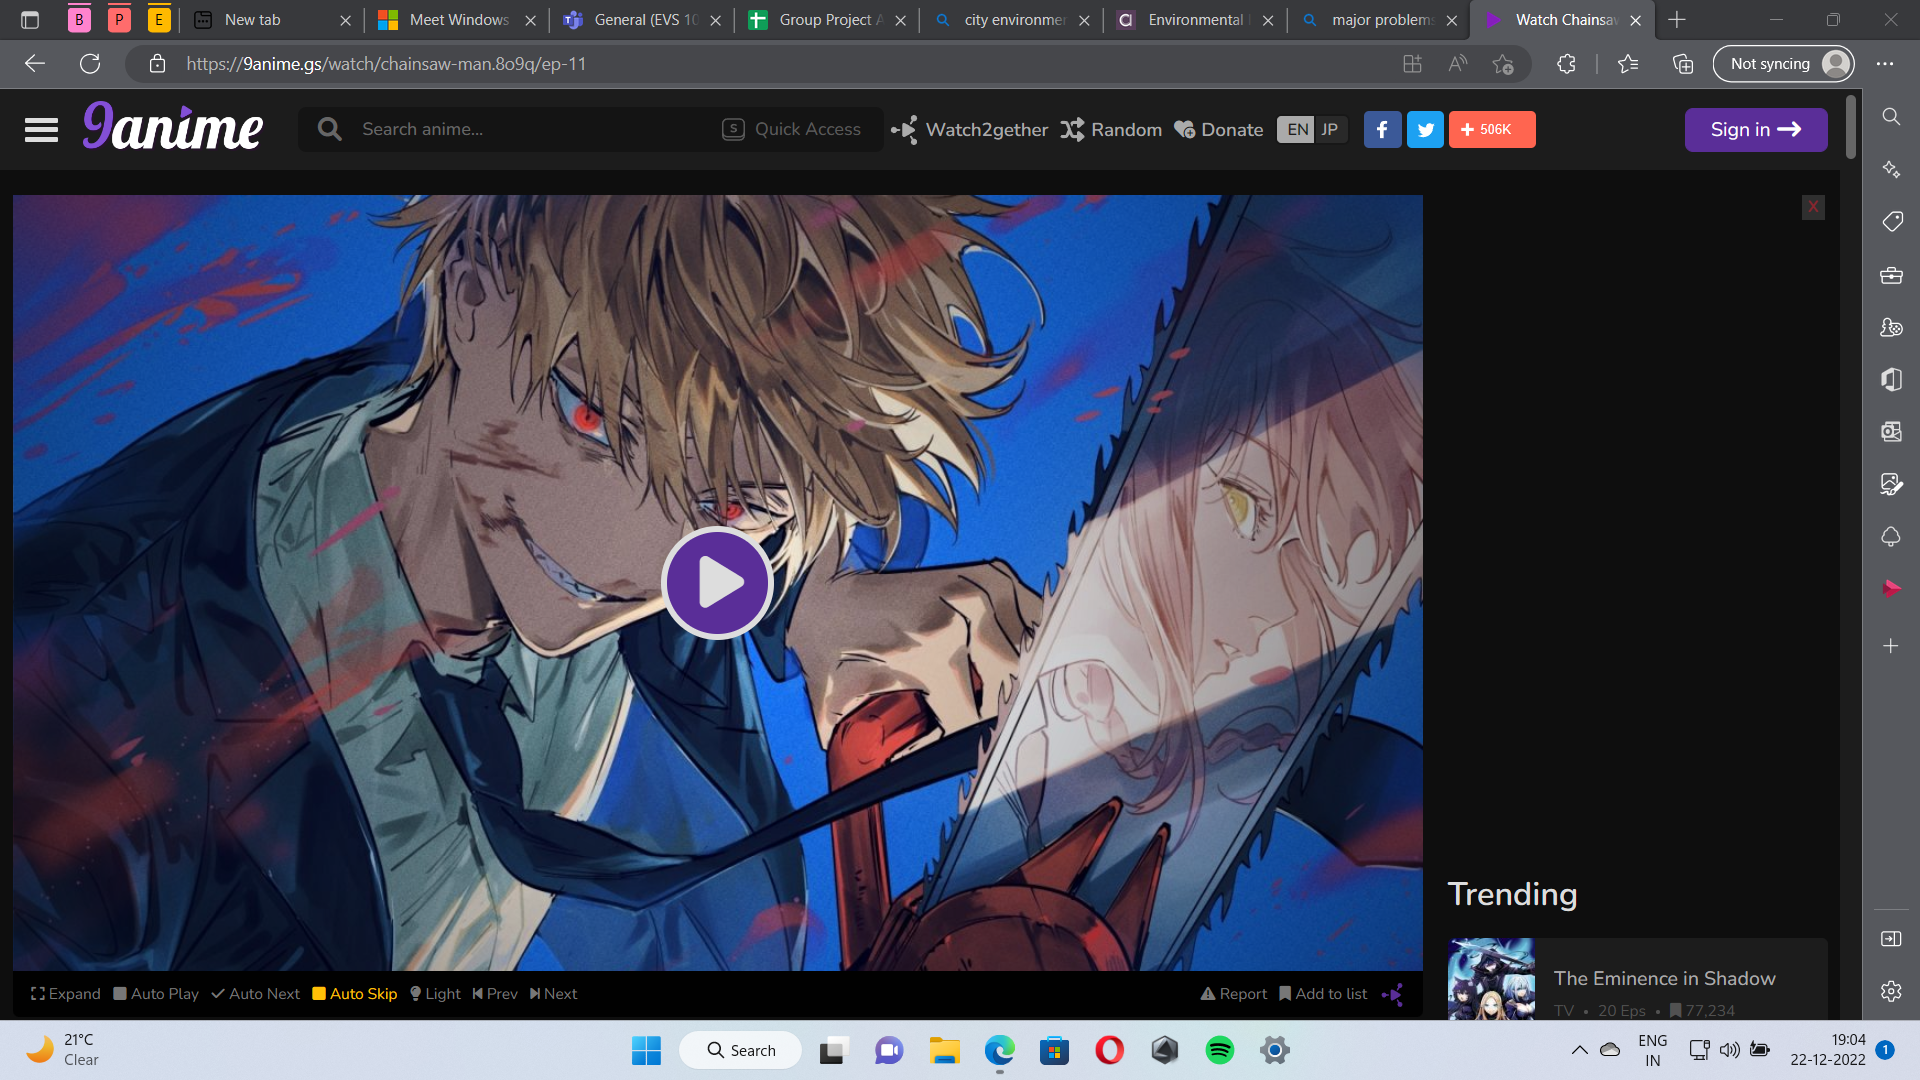 B
P
E
New tab
Meet Windows
General (EVS 10
Group Project A
city environmen
Environmental
major problems
Watch Chainsaw
https://9anime.gs/watch/chainsaw-man.8o9q/ep-11
Not syncing
9anime
Search anime...
S
Quick Access
Watch2gether
Random
Donate
EN JP
506K
Sign in
X
Trending
The Eminence in Shadow
TV • 20 Eps • 77,234
Expand
Auto Play
Auto Next
Auto Skip
Light
Prev
Next
Report
Add to list
21°C
Clear
Search
ENG
IN
19:04
22-12-2022
1